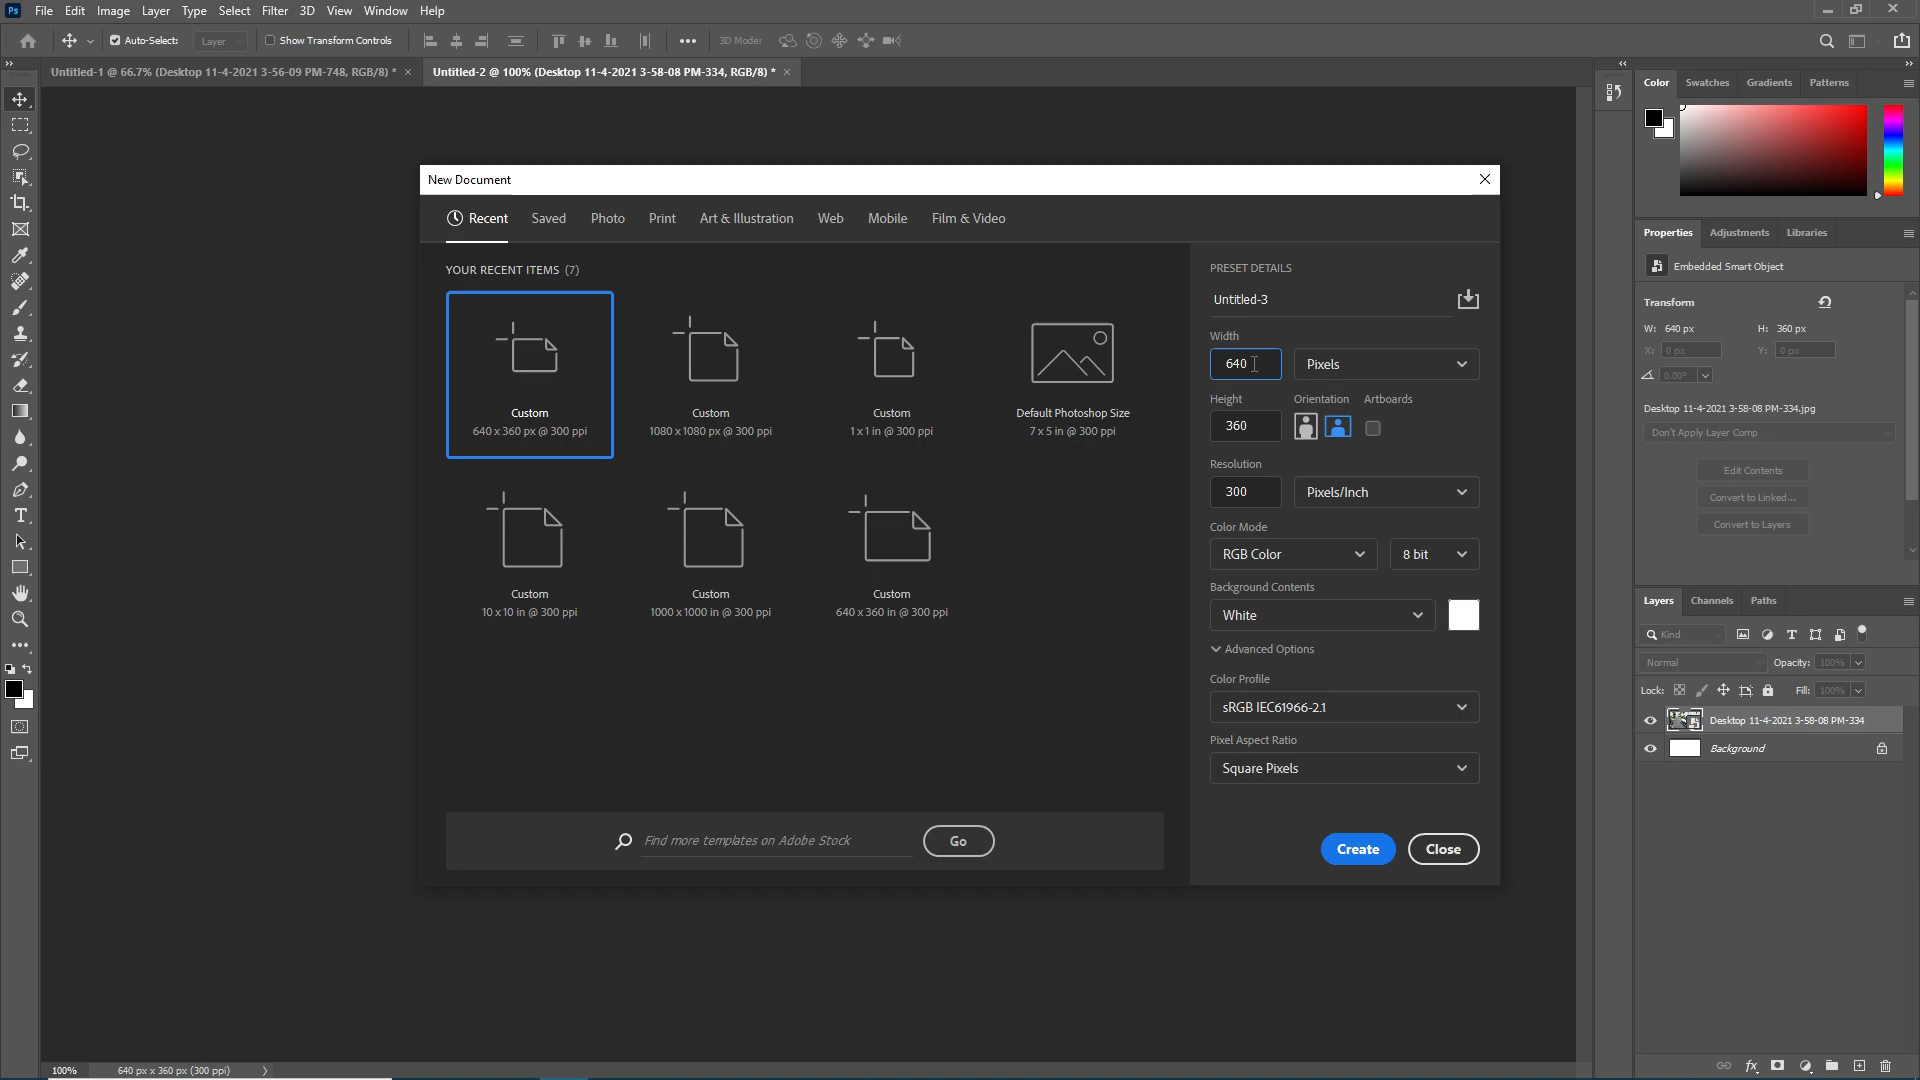 Ps File Edit Image Layer Type Select Filter 3D View Window Help
Auto-Select: Layer Show Transform Controls 3D Mode:
Untitled-1 @ 66.7% (Desktop 11-4-2021 3-56-09 PM-748, RGB/8) * Untitled-2 @ 100% (Desktop 11-4-2021 3-58-08 PM-334, RGB/8) *
New Document
Recent Saved Photo Print Art & Illustration Web Mobile Film & Video
YOUR RECENT ITEMS (7)
Custom
640 x 360 px @ 300 ppi
Custom
1080 x 1080 px @ 300 ppi
Custom
1 x 1 in @ 300 ppi
Default Photoshop Size
7 x 5 in @ 300 ppi
Custom
10 x 10 in @ 300 ppi
Custom
1000 x 1000 in @ 300 ppi
Custom
640 x 360 in @ 300 ppi
Find more templates on Adobe Stock Go
PRESET DETAILS
Untitled-3
Width
640 Pixels
Height Orientation Artboards
360
Resolution
300 Pixels/Inch
Color Mode
RGB Color 8 bit
Background Contents
White
Advanced Options
Color Profile
sRGB IEC61966-2.1
Pixel Aspect Ratio
Square Pixels
Create Close
Color Swatches Gradients Patterns
Properties Adjustments Libraries
Embedded Smart Object
Transform
W: 640 px H: 360 px
X: 0 px Y: 0 px
0.00°
Desktop 11-4-2021 3-58-08 PM-334.jpg
Don't Apply Layer Comp
Edit Contents
Convert to Linked...
Convert to Layers
Layers Channels Paths
Kind
Normal Opacity: 100%
Lock: Fill: 100%
Desktop 11-4-2021 3-58-08 PM-334
Background
100% 640 px x 360 px (300 ppi)